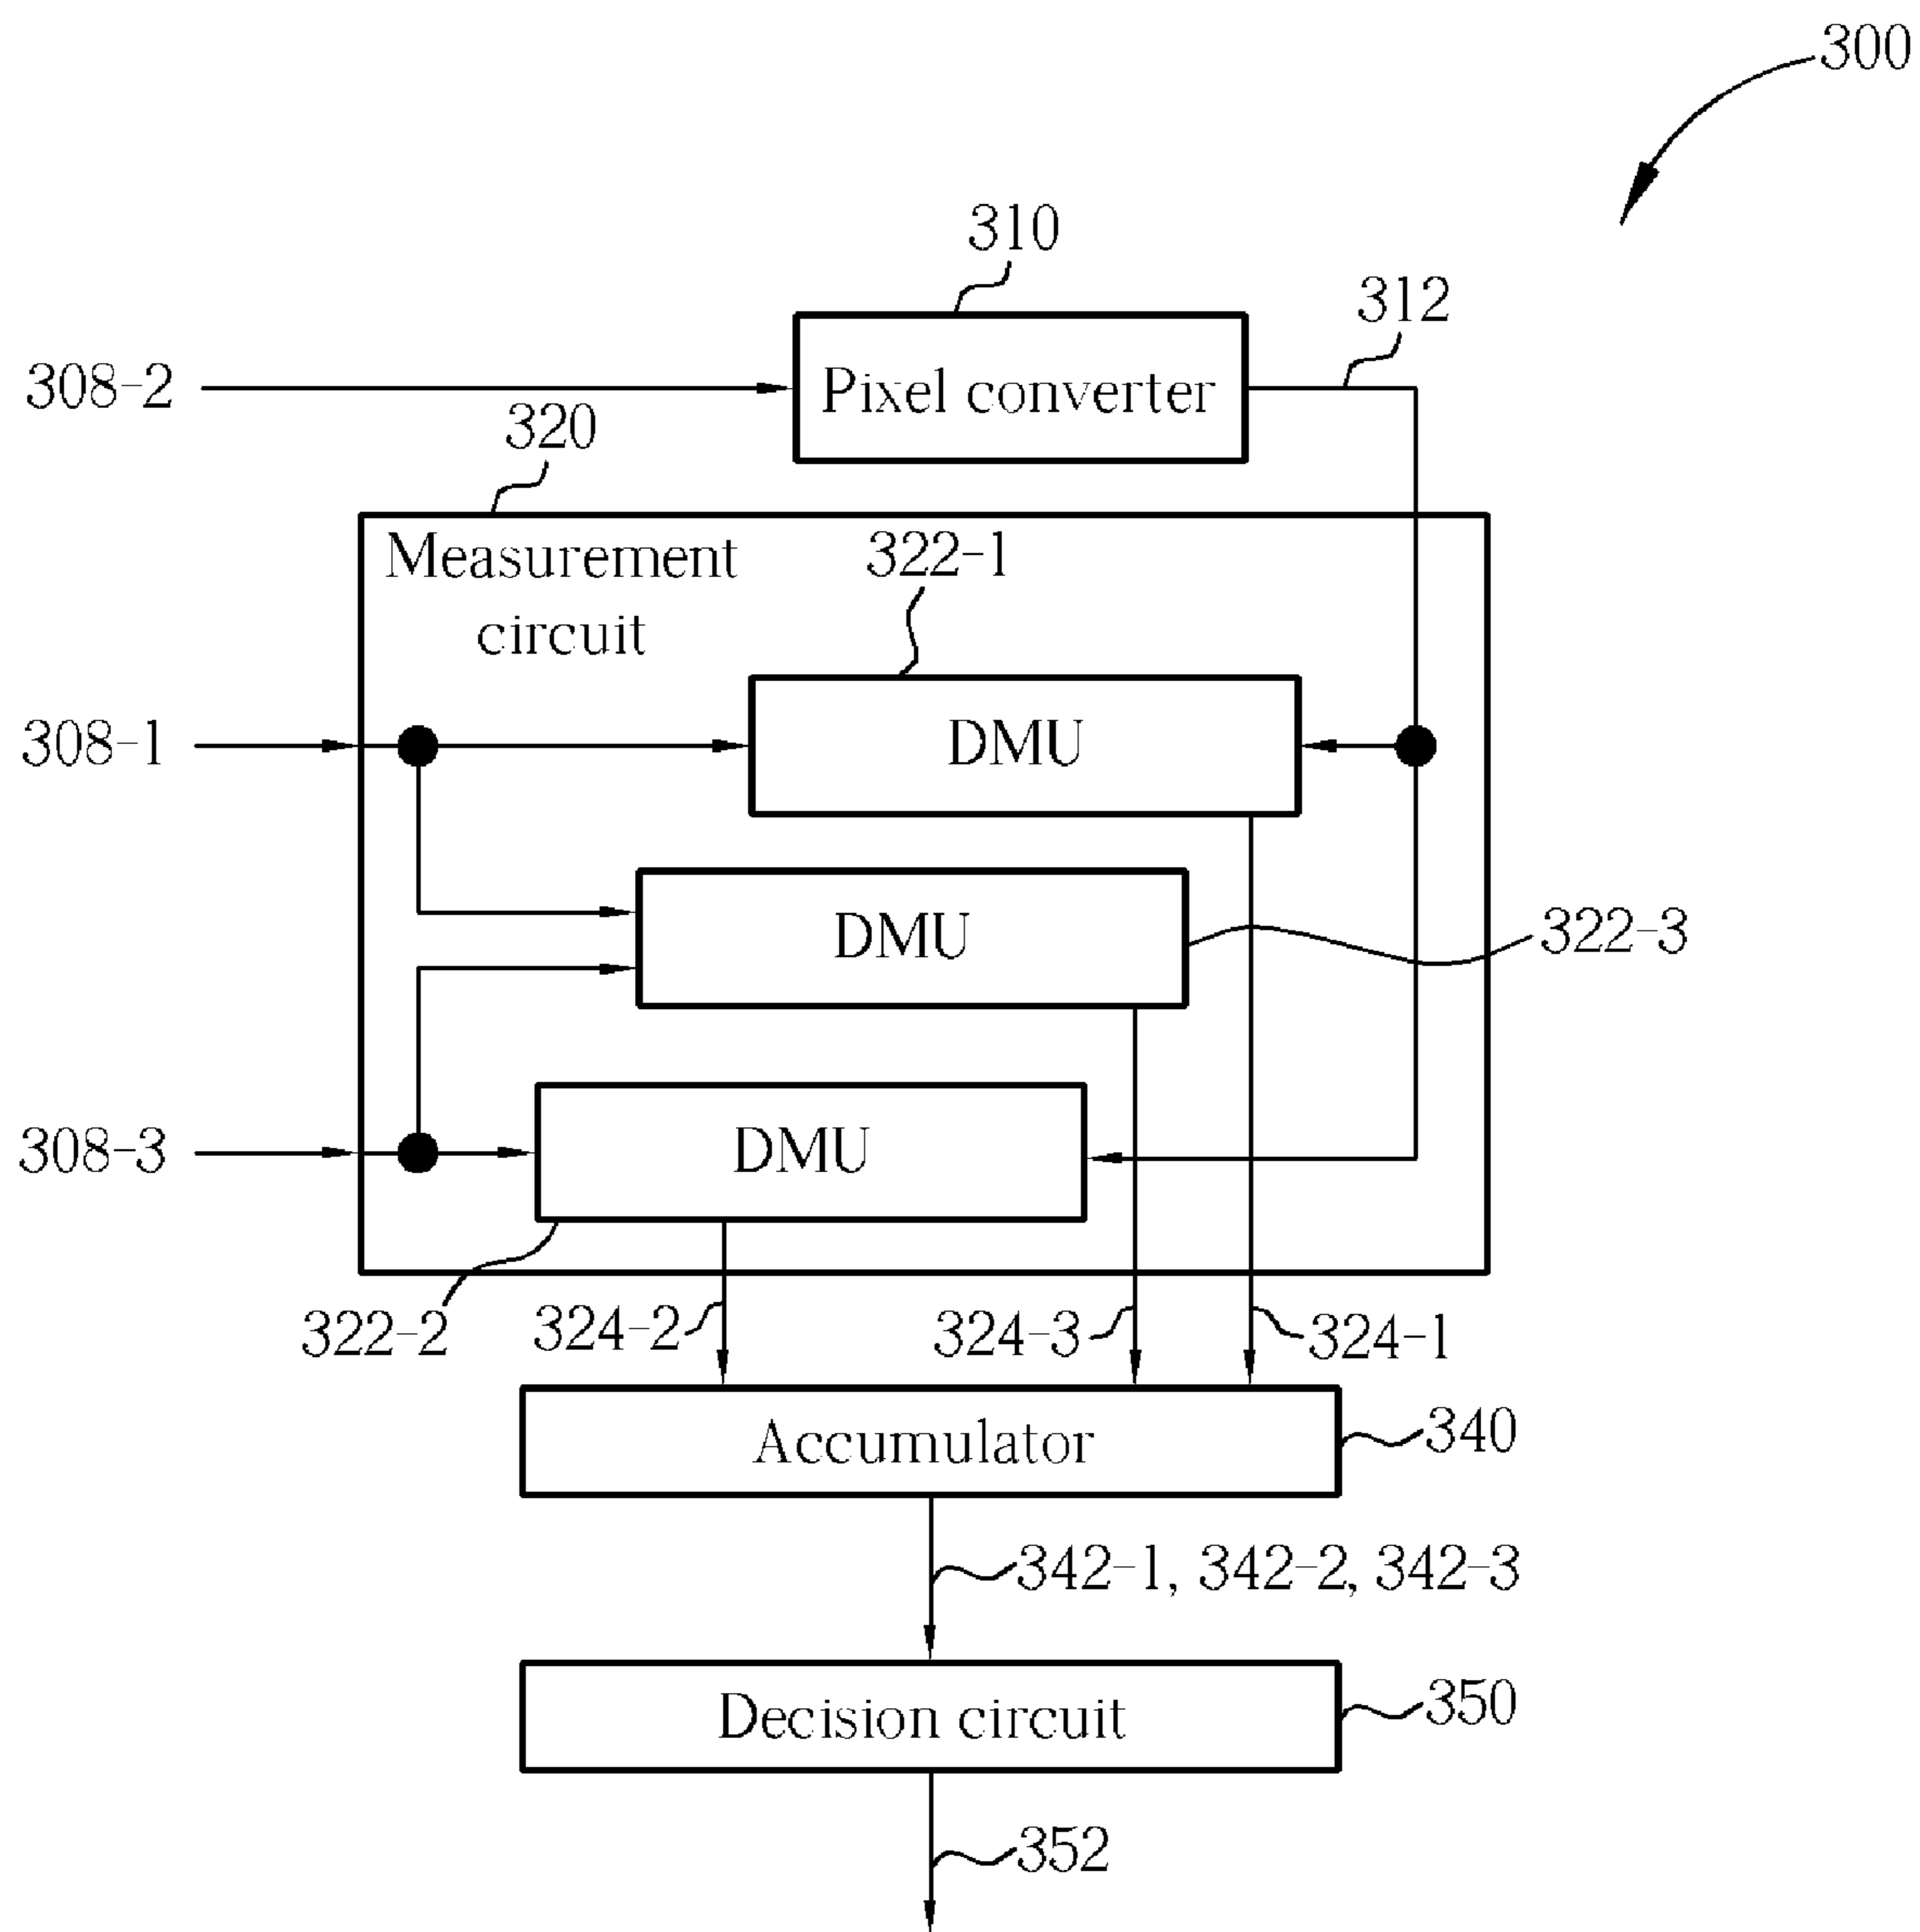 300
310
312
308-2
Pixel converter
320
Measurement
circuit
322-1
308-1
DMU
DMU
322-3
308-3
DMU
322-2
324-2
324-3
324-1
Accumulator
340
342-1, 342-2, 342-3
Decision circuit
350
352